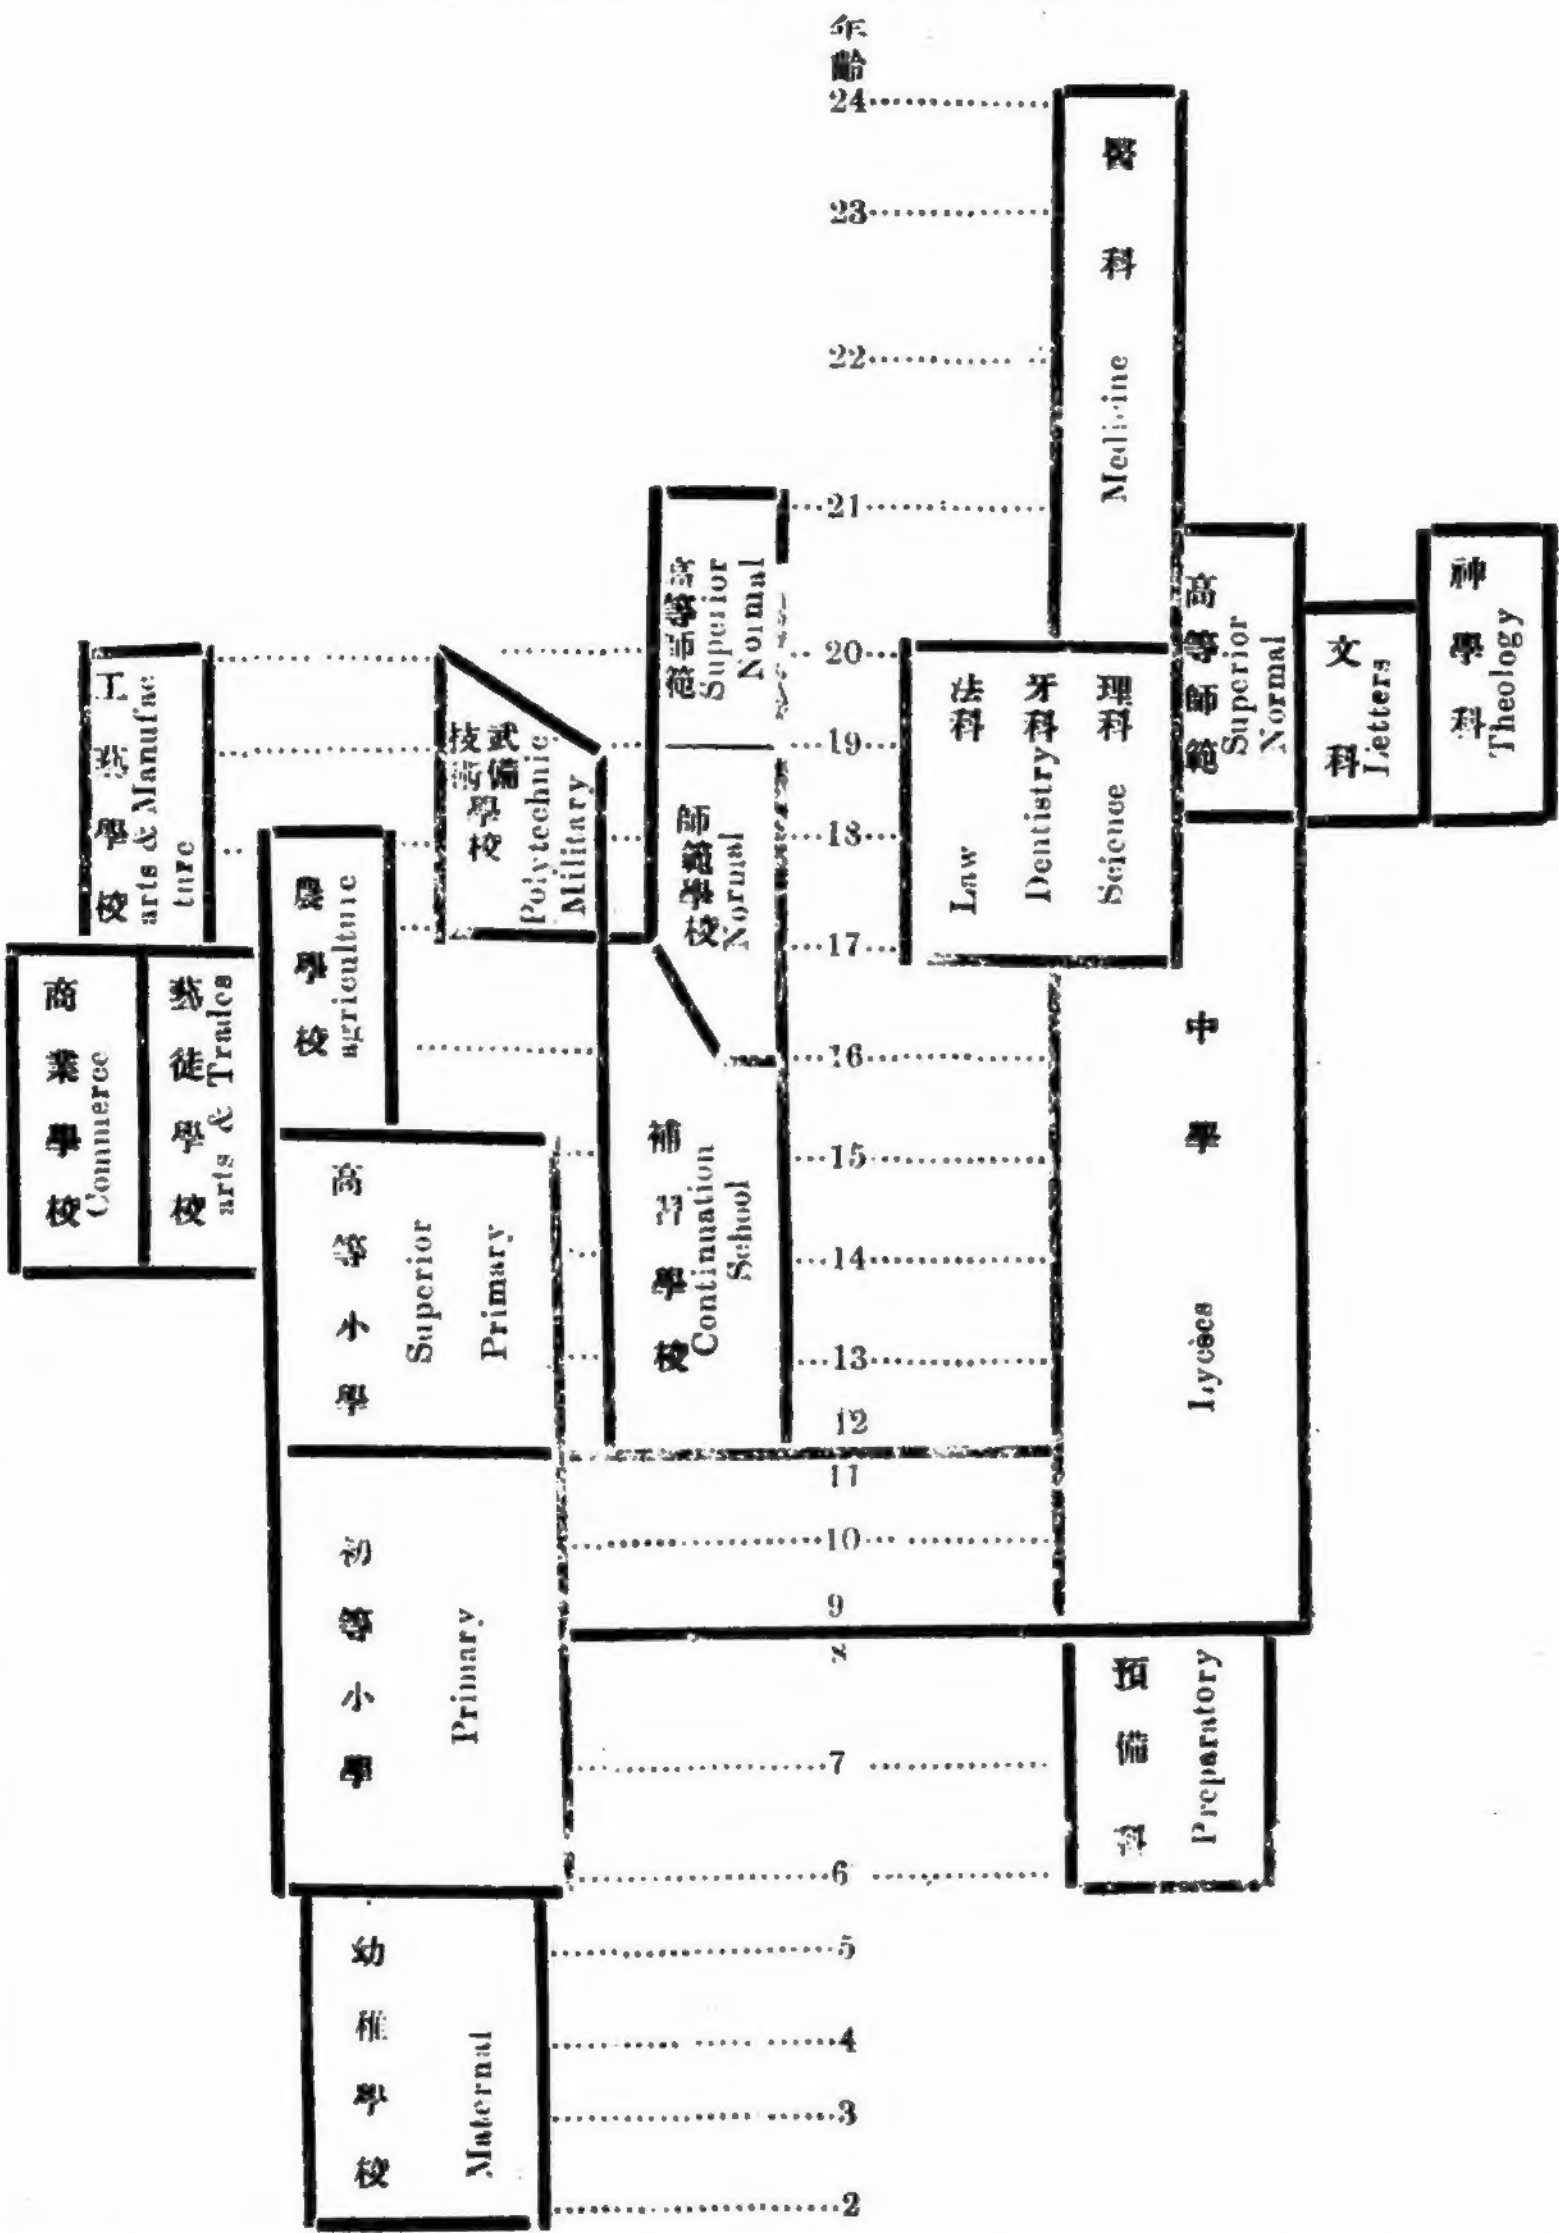 年齡
24
23
22
21
20
19
18
17
16
15
14
13
12
11
10
9
8
7
6
5
4
3
2
醫科
Medicine
高等師範
Superior
Normal
文科
Letters
神學科
Theology
法科
Law
牙科
Dentistry
理科
Science
中學
Lycées
預備科
Preparatory
高等師範
Superior
Normal
師範學校
Normal
補習學校
Continuation
School
武備
技術
學校
Polytechnic
Military
工藝學校
arts & Manufac
ture
農學校
agriculture
商業學校
Commerce
藝徒學校
arts & Trades
高等小學
Superior
Primary
初等小學
Primary
幼稚學校
Maternal